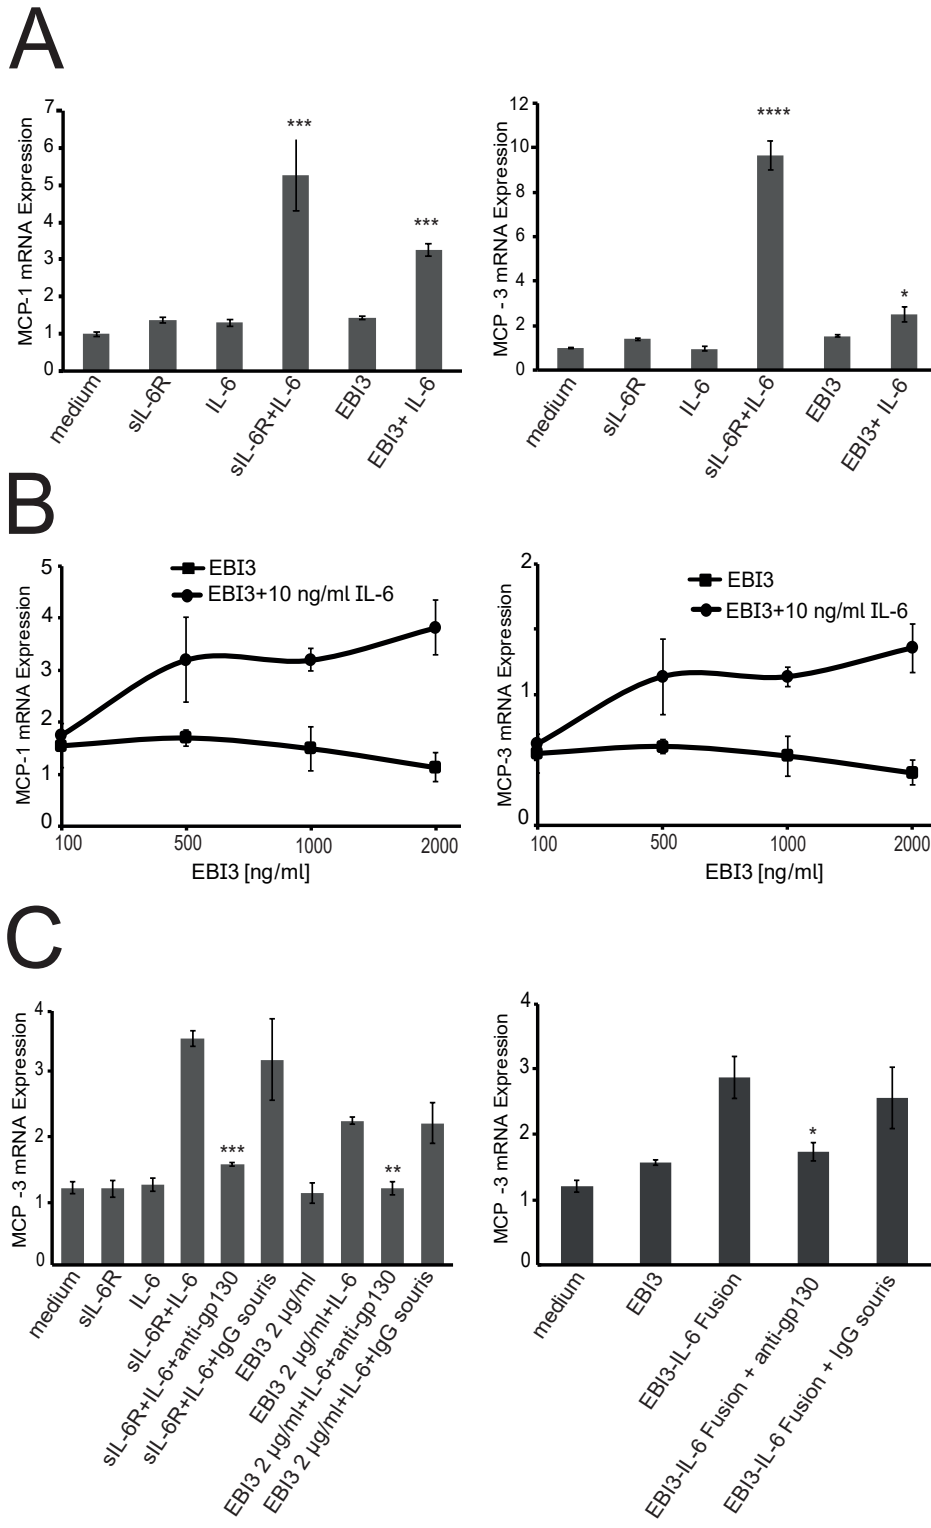 A
MCP-1 mRNA Expression
7
6
5
4
3
2
1
0
***
***
medium
sIL-6R
IL-6
sIL-6R+IL-6
EBI3
EBI3+ IL-6
MCP - 3 mRNA Expression
12
10
8
6
4
2
0
****
*
medium
sIL-6R
IL-6
sIL-6R+IL-6
EBI3
EBI3+ IL-6
B
MCP-1 mRNA Expression
5
4
3
2
1
0
EBI3
EBI3+10 ng/ml IL-6
100
500
1000
2000
EBI3 [ng/ml]
MCP-3 mRNA Expression
2
1
0
EBI3
EBI3+10 ng/ml IL-6
100
500
1000
2000
EBI3 [ng/ml]
C
MCP -3 mRNA Expression
4
3
2
1
0
***
**
medium
sIL-6R
IL-6
sIL-6R+IL-6
sIL-6R+IL-6+anti-gp130
sIL-6R+IL-6+IgG souris
EBI3 2 µg/ml
EBI3 2 µg/ml+IL-6
EBI3 2 µg/ml+IL-6+anti-gp130
EBI3 2 µg/ml+IL-6+IgG souris
MCP -3 mRNA Expression
4
3
2
1
0
*
medium
EBI3
EBI3-IL-6 Fusion
EBI3-IL-6 Fusion + anti-gp130
EBI3-IL-6 Fusion + IgG souris